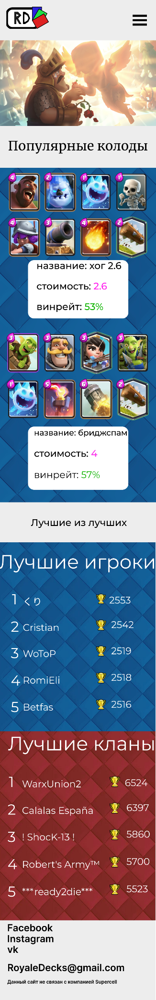 RD
Популярные колоды
4 2 1 1
4 3 4 2
название: хог 2.6
стоимость: 2.6
винрейт: 53%
3 3 3 3
1 5 6 2
название: бриджспам
стоимость: 4
винрейт: 57%
Лучшие из лучших
Лучшие игроки
1 くり 2553
2 Cristian 2542
3 WoToP 2519
4 RomiEli 2518
5 Betfas 2516
Лучшие кланы
1 WarxUnion2 6524
2 Calalas España 6397
3 ! ShocK-13 ! 5860
4 Robert's Army™ 5700
5 ***ready2die*** 5523
Facebook
Instagram
vk
RoyaleDecks@gmail.com
Данный сайт не связан с компанией Supercell